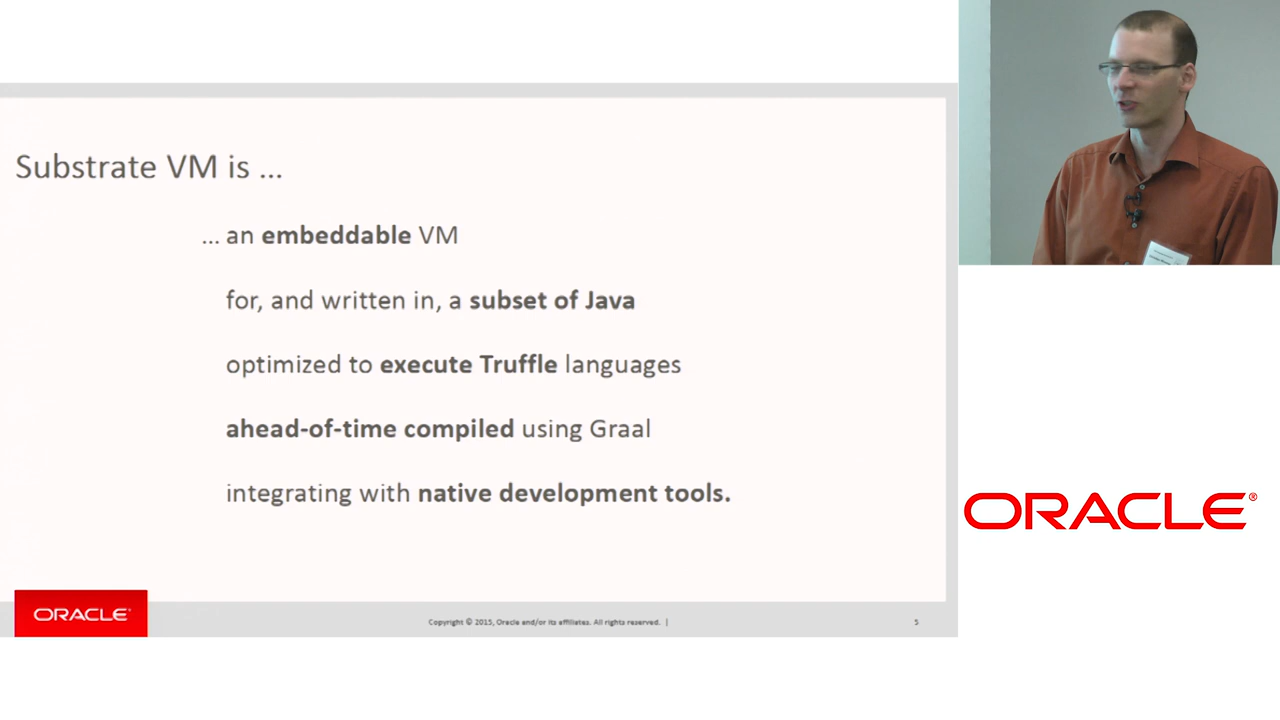 Substrate VM is ...
... an embeddable VM
for, and written in, a subset of Java
optimized to execute Truffle languages
ahead-of-time compiled using Graal
integrating with native development tools.
ORACLE®
ORACLE®
Copyright © 2015, Oracle and/or its affiliates. All rights reserved. |
5